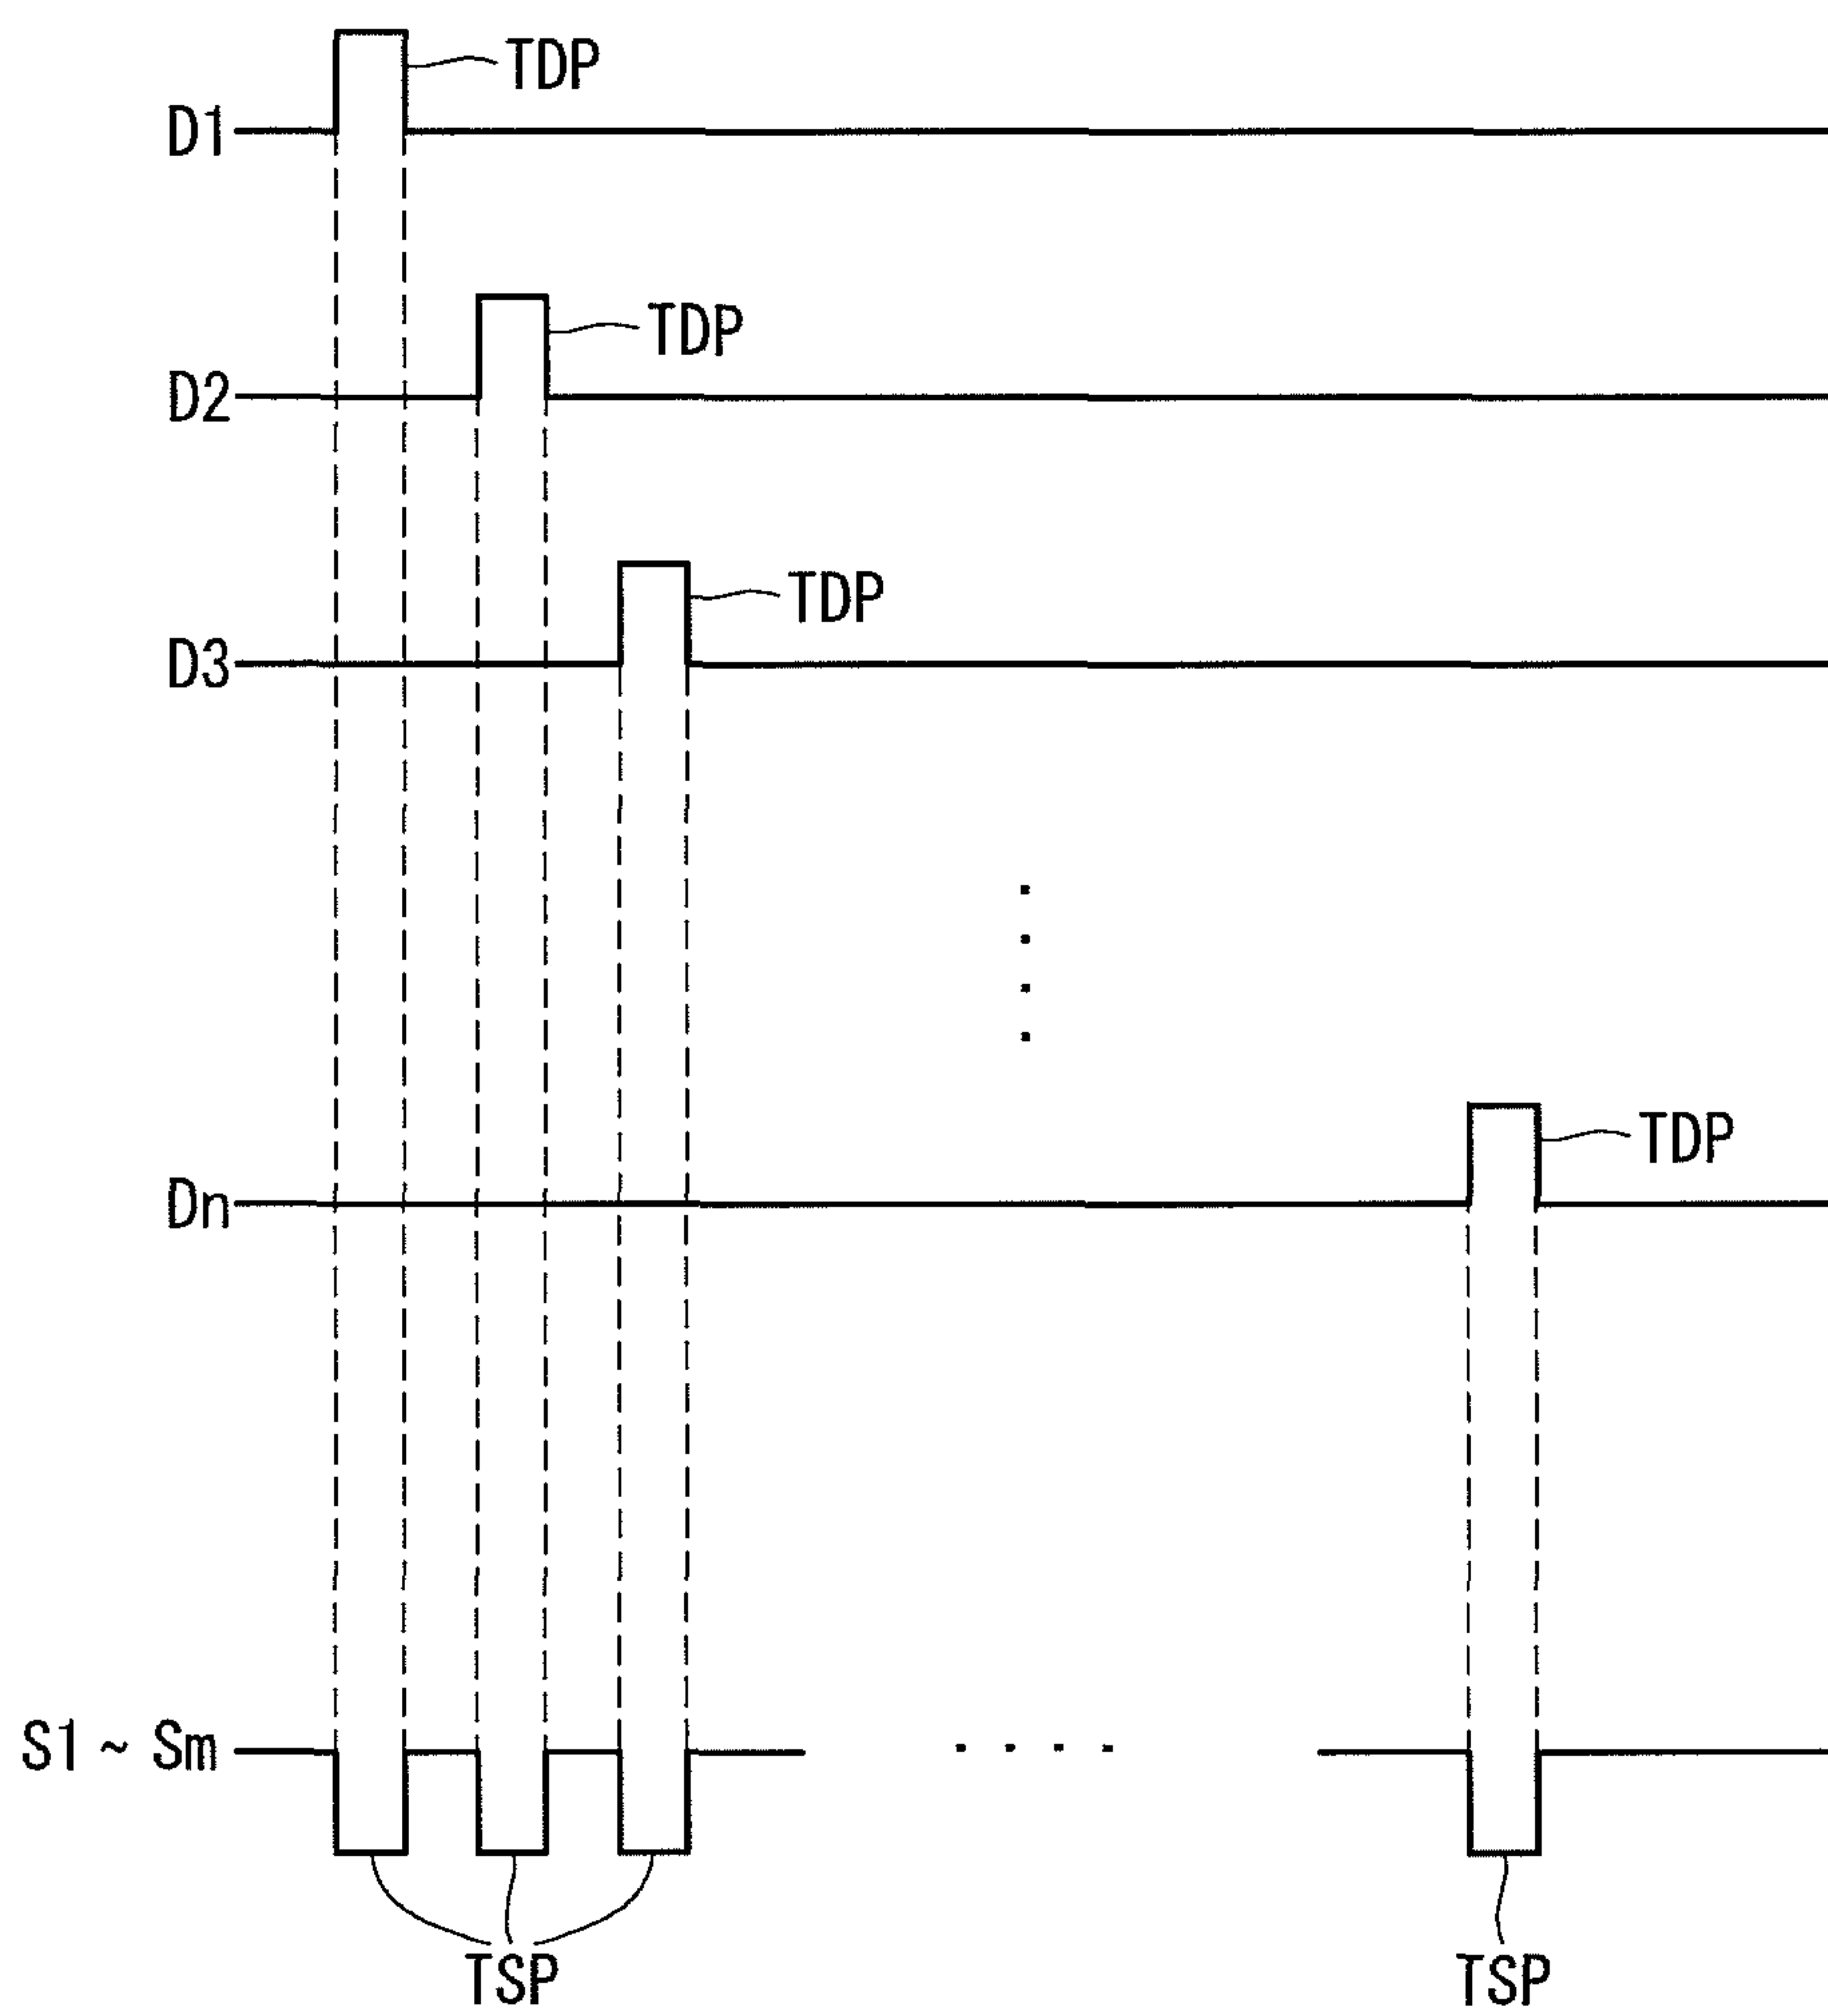 TDP
D1
TDP
D2
TDP
D3
TDP
Dn
S1 ~ Sm
TSP
TSP